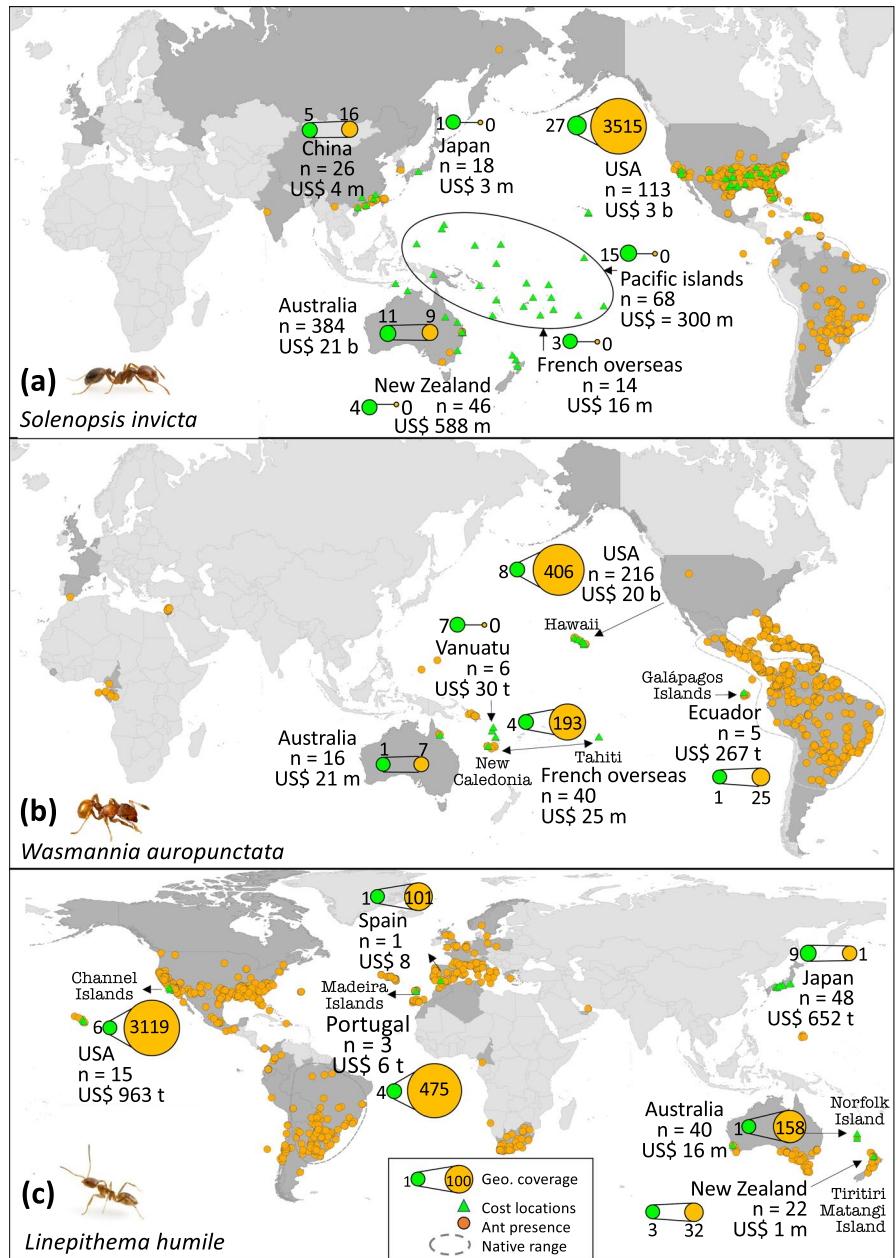 5 16
China
n = 26
US$ 4 m
1 0
Japan
n = 18
US$ 3 m
27 3515
USA
n = 113
US$ 3 b
15 0
Pacific islands
n = 68
US$ = 300 m
Australia
n = 384
US$ 21 b
11 9
3 0
French overseas
n = 14
US$ 16 m
New Zealand
n = 46
US$ 588 m
4 0
(a)
Solenopsis invicta
8 406
USA
n = 216
US$ 20 b
Hawaii
7 0
Vanuatu
n = 6
US$ 30 t
Galápagos
Islands
Ecuador
n = 5
US$ 267 t
1 25
4 193
Australia
n = 16
US$ 21 m
1 7
New
Caledonia
Tahiti
French overseas
n = 40
US$ 25 m
(b)
Wasmannia auropunctata
1 101
Spain
n = 1
US$ 8
Channel
Islands
6 3119
USA
n = 15
US$ 963 t
Madeira
Islands
Portugal
n = 3
US$ 6 t
4 475
9 1
Japan
n = 48
US$ 652 t
Australia
n = 40
US$ 16 m
1 158
Norfolk
Island
New Zealand
n = 22
US$ 1 m
3 32
Tiritiri
Matangi
Island
(c)
Linepithema humile
1 100 Geo. coverage
Cost locations
Ant presence
Native range